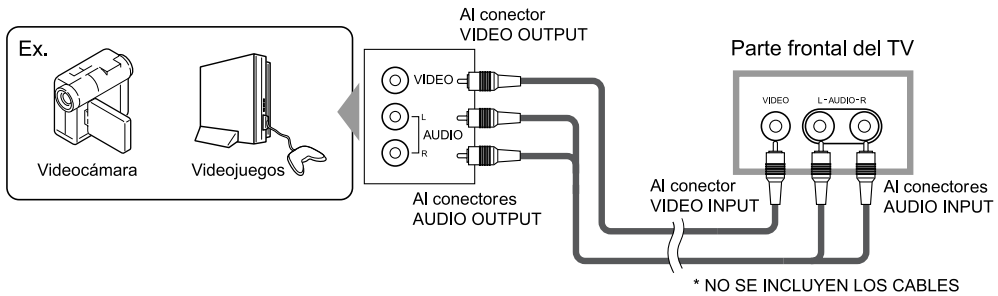 Ex.
Videocámara
Videojuegos
VIDEO
L
AUDIO
R
Al conector
VIDEO OUTPUT
Al conectores
AUDIO OUTPUT
Parte frontal del TV
VIDEO
L-AUDIO-R
Al conector
VIDEO INPUT
Al conectores
AUDIO INPUT
* NO SE INCLUYEN LOS CABLES